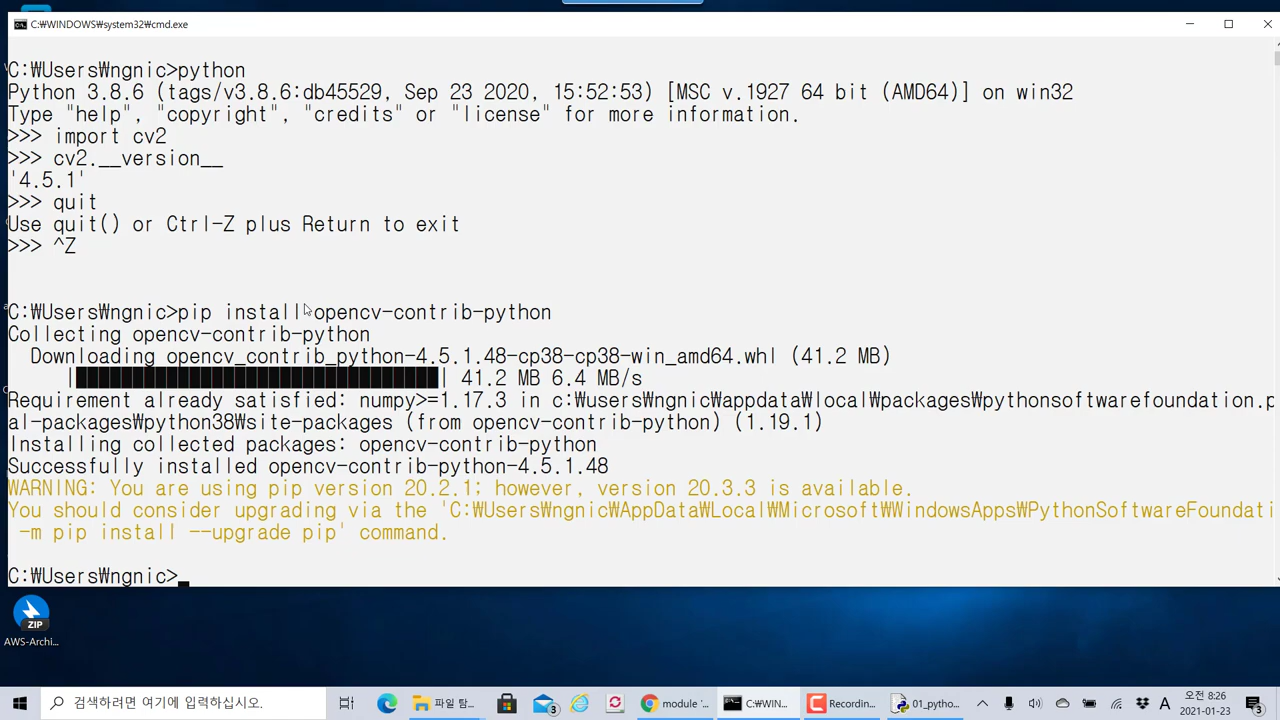 C:₩WINDOWS₩system32₩cmd.exe
C:₩Users₩ngnic>python
Python 3.8.6 (tags/v3.8.6:db45529, Sep 23 2020, 15:52:53) [MSC v.1927 64 bit (AMD64)] on win32
Type "help", "copyright", "credits" or "license" for more information.
>>> import cv2
>>> cv2.__version__
'4.5.1'
>>> quit
Use quit() or Ctrl-Z plus Return to exit
>>> ^Z
C:₩Users₩ngnic>pip install opencv-contrib-python
Collecting opencv-contrib-python
Downloading opencv_contrib_python-4.5.1.48-cp38-cp38-win_amd64.whl (41.2 MB)
|████████████████████████████████| 41.2 MB 6.4 MB/s
Requirement already satisfied: numpy>=1.17.3 in c:₩users₩ngnic₩appdata₩local₩packages₩pythonsoftwarefoundation.p
al-packages₩python38₩site-packages (from opencv-contrib-python) (1.19.1)
Installing collected packages: opencv-contrib-python
Successfully installed opencv-contrib-python-4.5.1.48
WARNING: You are using pip version 20.2.1; however, version 20.3.3 is available.
You should consider upgrading via the 'C:₩Users₩ngnic₩AppData₩Local₩Microsoft₩WindowsApps₩PythonSoftwareFoundati
-m pip install --upgrade pip' command.
C:₩Users₩ngnic>
ZIP
AWS-Archi...
검색하려면 여기에 입력하십시오.
3
파일 탐...
module '...
C:₩WIN...
Recordin...
01_pytho...
A
오전 8:26
2021-01-23
3